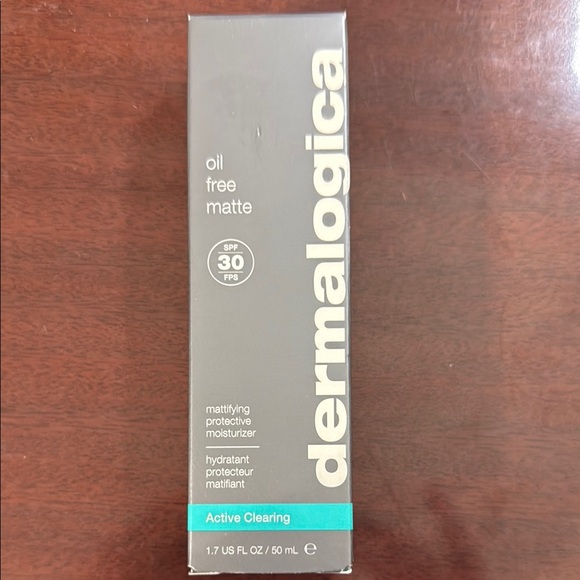 oil
free
matte
SPF
30
FPS
dermalogica
mattifying
protective
moisturizer
hydratant
protecteur
matifiant
Active Clearing
1.7 US FL OZ / 50 mL ℮